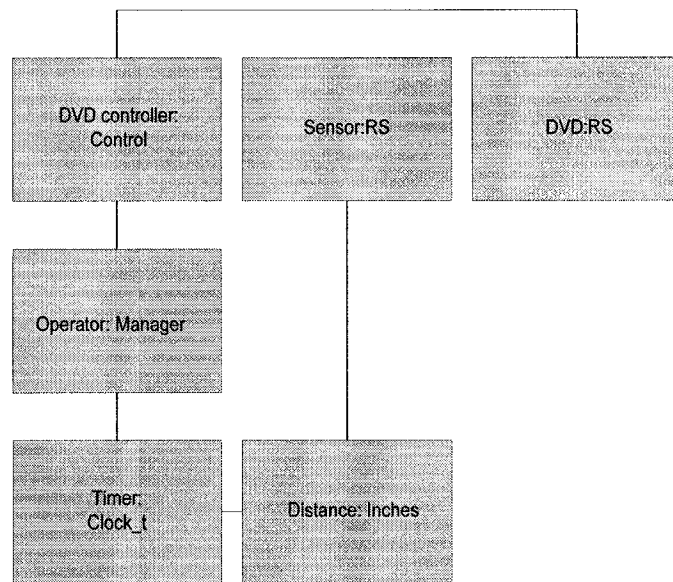 DVD controller:
Control
Sensor:RS
DVD:RS
Operator: Manager
Timer:
Clock_t
Distance: Inches